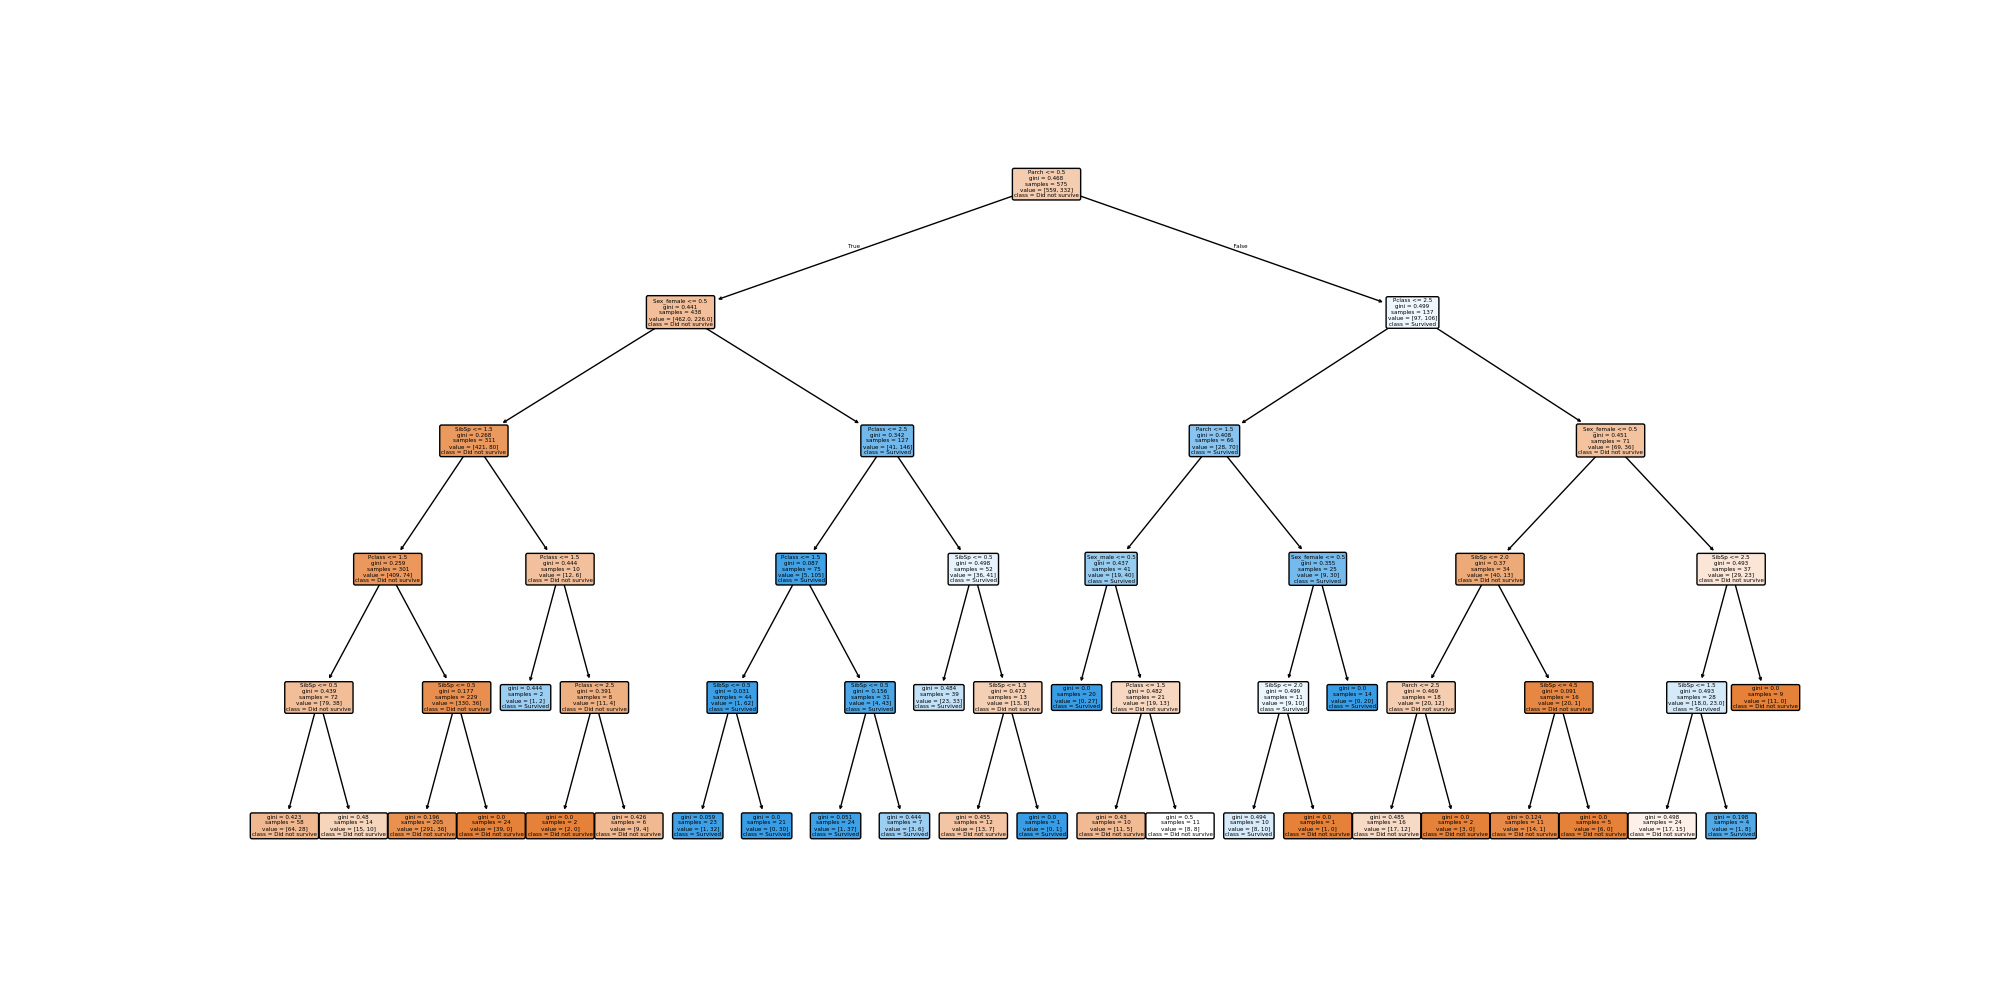 Parch <= 0.5
gini = 0.468
samples = 575
value = [559, 332]
class = Did not survive
True
False
Sex_female <= 0.5
gini = 0.441
samples = 438
value = [462.0, 226.0]
class = Did not survive
Pclass <= 2.5
gini = 0.499
samples = 137
value = [97, 106]
class = Survived
SibSp <= 1.5
gini = 0.268
samples = 311
value = [421, 80]
class = Did not survive
Pclass <= 2.5
gini = 0.342
samples = 127
value = [41, 146]
class = Survived
Parch <= 1.5
gini = 0.408
samples = 66
value = [28, 70]
class = Survived
Sex_female <= 0.5
gini = 0.451
samples = 71
value = [69, 36]
class = Did not survive
Pclass <= 1.5
gini = 0.259
samples = 301
value = [409, 74]
class = Did not survive
Pclass <= 1.5
gini = 0.444
samples = 10
value = [12, 6]
class = Did not survive
Pclass <= 1.5
gini = 0.087
samples = 75
value = [5, 105]
class = Survived
SibSp <= 0.5
gini = 0.498
samples = 52
value = [36, 41]
class = Survived
Sex_male <= 0.5
gini = 0.437
samples = 41
value = [19, 40]
class = Survived
Sex_female <= 0.5
gini = 0.355
samples = 25
value = [9, 30]
class = Survived
SibSp <= 2.0
gini = 0.37
samples = 34
value = [40, 13]
class = Did not survive
SibSp <= 2.5
gini = 0.493
samples = 37
value = [29, 23]
class = Did not survive
SibSp <= 0.5
gini = 0.439
samples = 72
value = [79, 38]
class = Did not survive
SibSp <= 0.5
gini = 0.177
samples = 229
value = [330, 36]
class = Did not survive
gini = 0.444
samples = 2
value = [1, 2]
class = Survived
Pclass <= 2.5
gini = 0.391
samples = 8
value = [11, 4]
class = Did not survive
SibSp <= 0.5
gini = 0.031
samples = 44
value = [1, 62]
class = Survived
SibSp <= 0.5
gini = 0.156
samples = 31
value = [4, 43]
class = Survived
gini = 0.484
samples = 39
value = [23, 33]
class = Survived
SibSp <= 1.5
gini = 0.472
samples = 13
value = [13, 8]
class = Did not survive
gini = 0.0
samples = 20
value = [0, 27]
class = Survived
Pclass <= 1.5
gini = 0.482
samples = 21
value = [19, 13]
class = Did not survive
SibSp <= 2.0
gini = 0.499
samples = 11
value = [9, 10]
class = Survived
gini = 0.0
samples = 14
value = [0, 20]
class = Survived
Parch <= 2.5
gini = 0.469
samples = 18
value = [20, 12]
class = Did not survive
SibSp <= 4.5
gini = 0.091
samples = 16
value = [20, 1]
class = Did not survive
SibSp <= 1.5
gini = 0.493
samples = 28
value = [18.0, 23.0]
class = Survived
gini = 0.0
samples = 9
value = [11, 0]
class = Did not survive
gini = 0.423
samples = 58
value = [64, 28]
class = Did not survive
gini = 0.48
samples = 14
value = [15, 10]
class = Did not survive
gini = 0.196
samples = 205
value = [291, 36]
class = Did not survive
gini = 0.0
samples = 24
value = [39, 0]
class = Did not survive
gini = 0.0
samples = 2
value = [2, 0]
class = Did not survive
gini = 0.426
samples = 6
value = [9, 4]
class = Did not survive
gini = 0.059
samples = 23
value = [1, 32]
class = Survived
gini = 0.0
samples = 21
value = [0, 30]
class = Survived
gini = 0.051
samples = 24
value = [1, 37]
class = Survived
gini = 0.444
samples = 7
value = [3, 6]
class = Survived
gini = 0.455
samples = 12
value = [13, 7]
class = Did not survive
gini = 0.0
samples = 1
value = [0, 1]
class = Survived
gini = 0.43
samples = 10
value = [11, 5]
class = Did not survive
gini = 0.5
samples = 11
value = [8, 8]
class = Did not survive
gini = 0.494
samples = 10
value = [8, 10]
class = Survived
gini = 0.0
samples = 1
value = [1, 0]
class = Did not survive
gini = 0.485
samples = 16
value = [17, 12]
class = Did not survive
gini = 0.0
samples = 2
value = [3, 0]
class = Did not survive
gini = 0.124
samples = 11
value = [14, 1]
class = Did not survive
gini = 0.0
samples = 5
value = [6, 0]
class = Did not survive
gini = 0.498
samples = 24
value = [17, 15]
class = Did not survive
gini = 0.198
samples = 4
value = [1, 8]
class = Survived